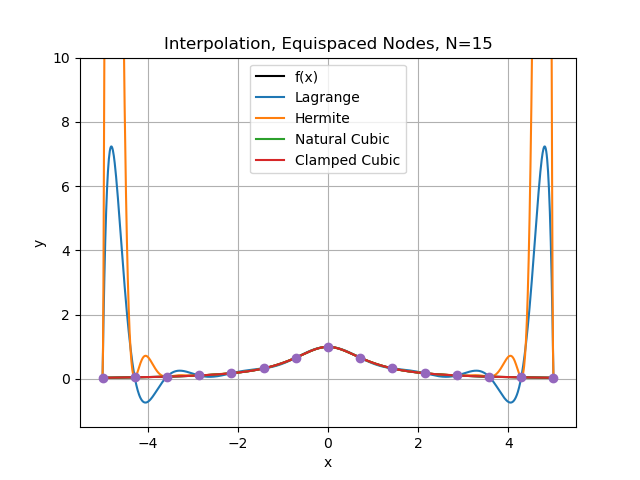 Interpolation, Equispaced Nodes, N=15
f(x)
Lagrange
Hermite
Natural Cubic
Clamped Cubic
10
8
6
4
2
0
y
−4 −2 0 2 4
x